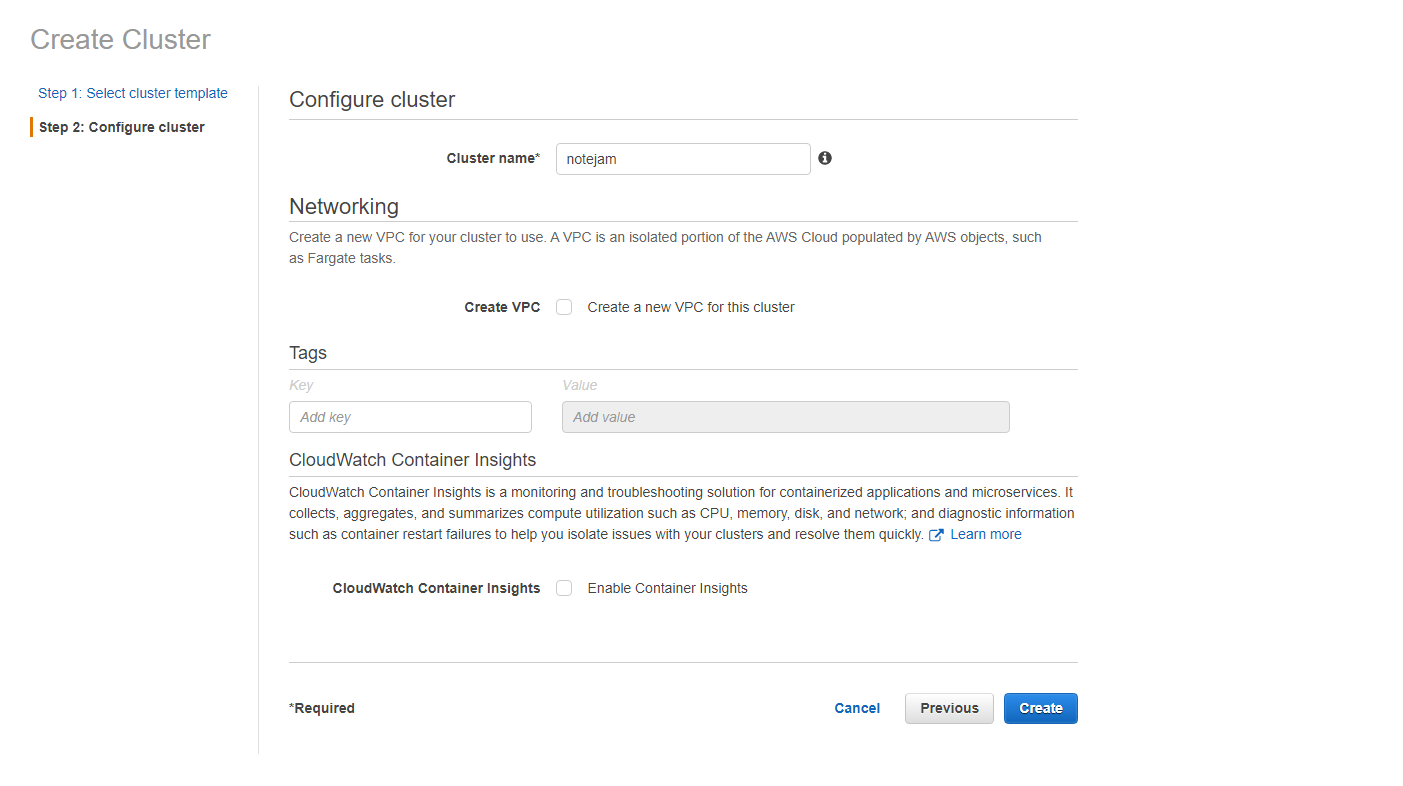 Create Cluster
Step 1: Select cluster template
Step 2: Configure cluster
Configure cluster
Cluster name* notejam
Networking
Create a new VPC for your cluster to use. A VPC is an isolated portion of the AWS Cloud populated by AWS objects, such
as Fargate tasks.
Create VPC Create a new VPC for this cluster
Tags
Key Value
Add key Add value
CloudWatch Container Insights
CloudWatch Container Insights is a monitoring and troubleshooting solution for containerized applications and microservices. It
collects, aggregates, and summarizes compute utilization such as CPU, memory, disk, and network; and diagnostic information
such as container restart failures to help you isolate issues with your clusters and resolve them quickly. Learn more
CloudWatch Container Insights Enable Container Insights
*Required Cancel Previous Create